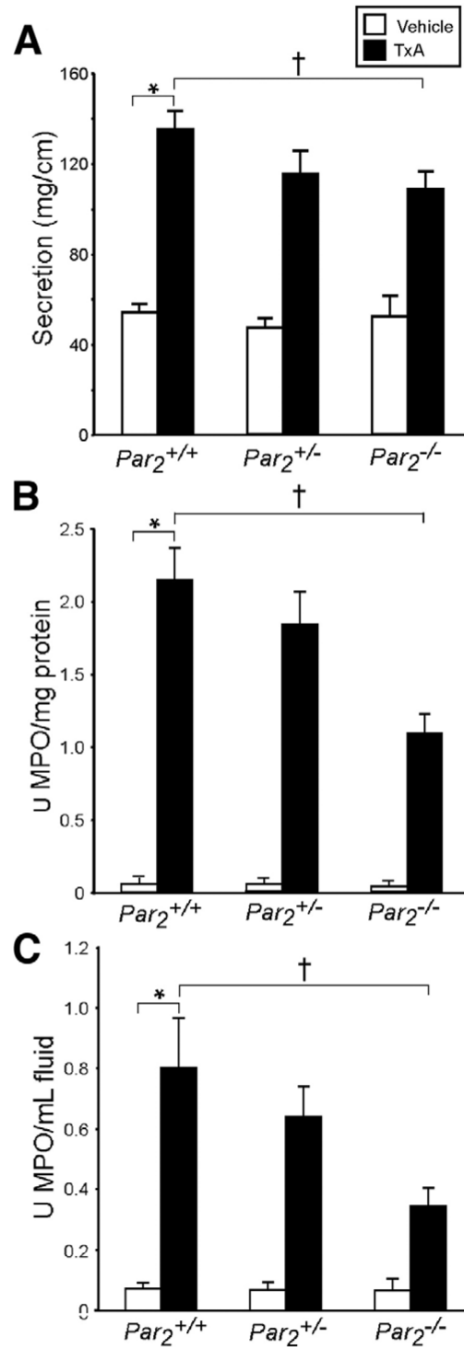 A
Vehicle
TxA
†
*
160
120
80
40
0
Secretion (mg/cm)
Par2+/+ Par2+/- Par2-/-
B
†
*
2.5
2.0
1.5
1.0
0.5
0
U MPO/mg protein
Par2+/+ Par2+/- Par2-/-
C
†
*
1.2
1.0
0.8
0.6
0.4
0.2
0
U MPO/mL fluid
Par2+/+ Par2+/- Par2-/-